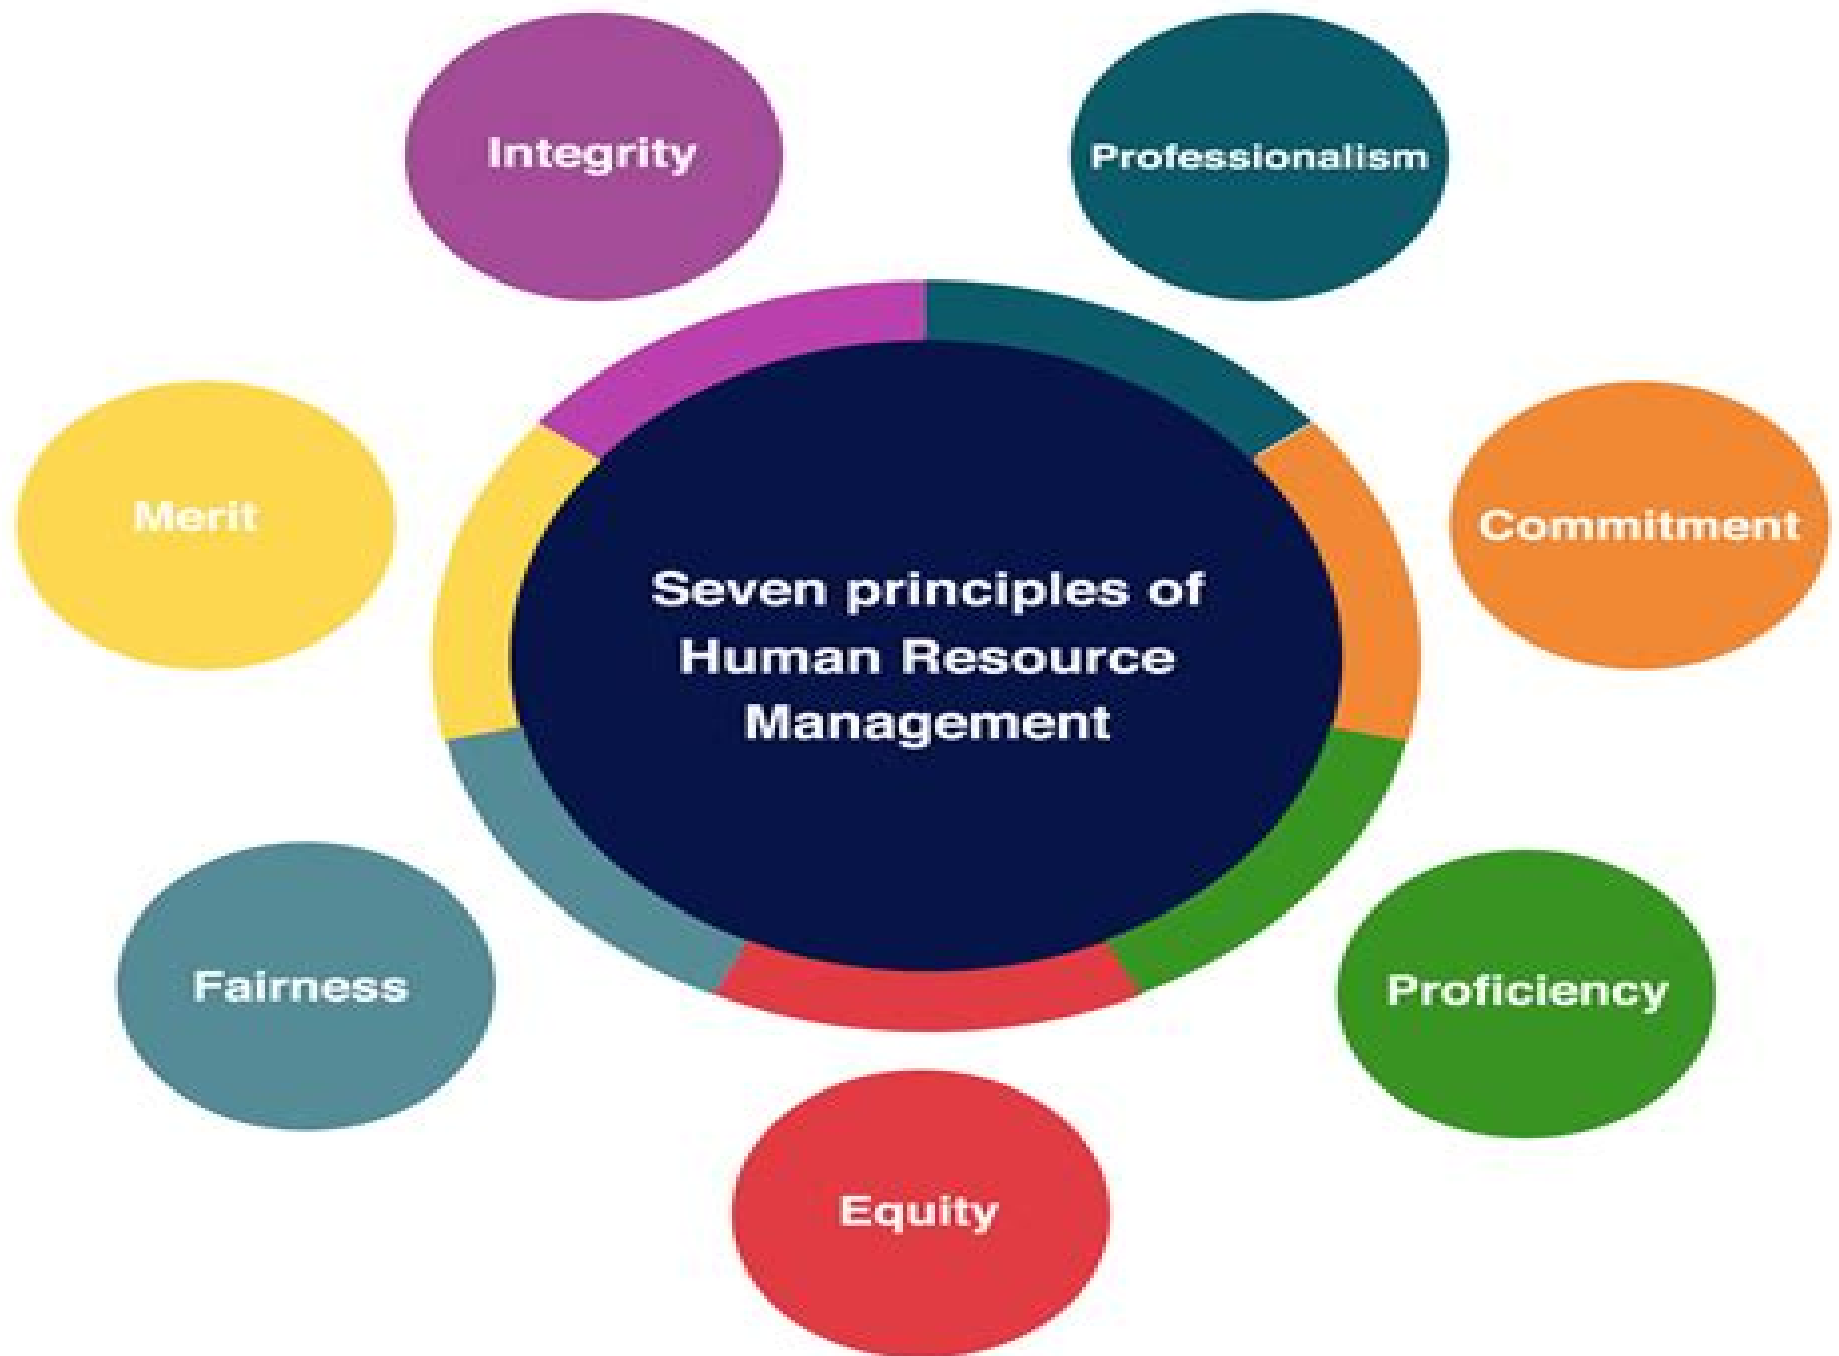 Integrity
Professionalism
Merit
Commitment
Seven principles of
Human Resource
Management
Fairness
Proficiency
Equity